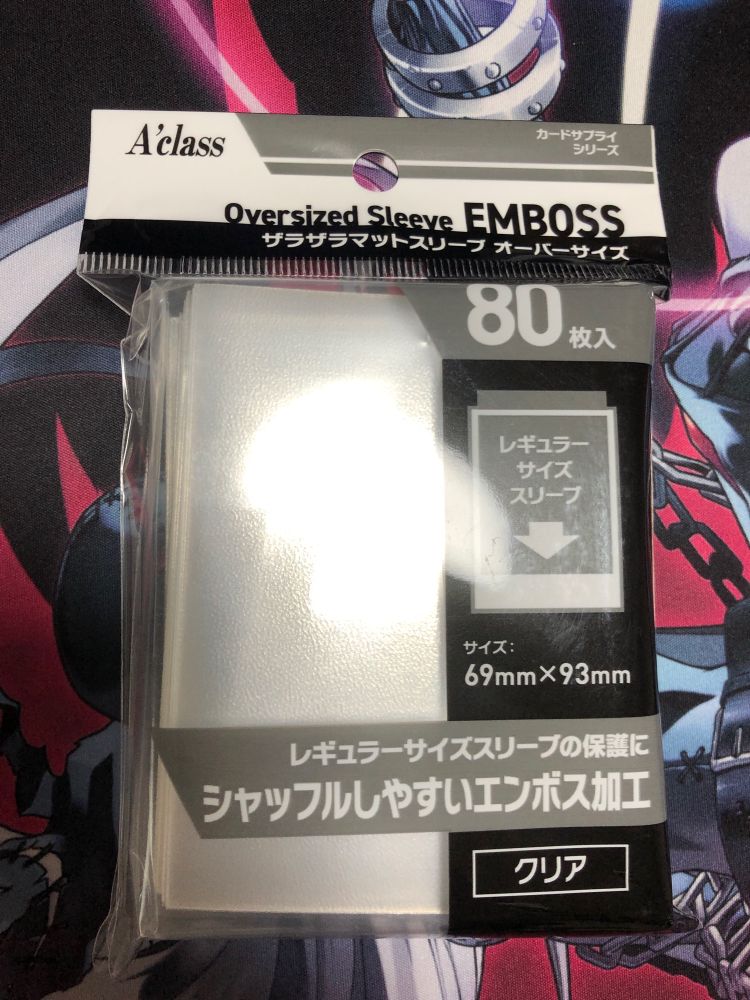 A'class
カードサプライ
シリーズ
Oversized Sleeve EMBOSS
ザラザラマットスリーブ オーバーサイズ
80枚入
レギュラー
サイズ
スリーブ
サイズ:
69mm×93mm
レギュラーサイズスリーブの保護に
シャッフルしやすいエンボス加工
クリア